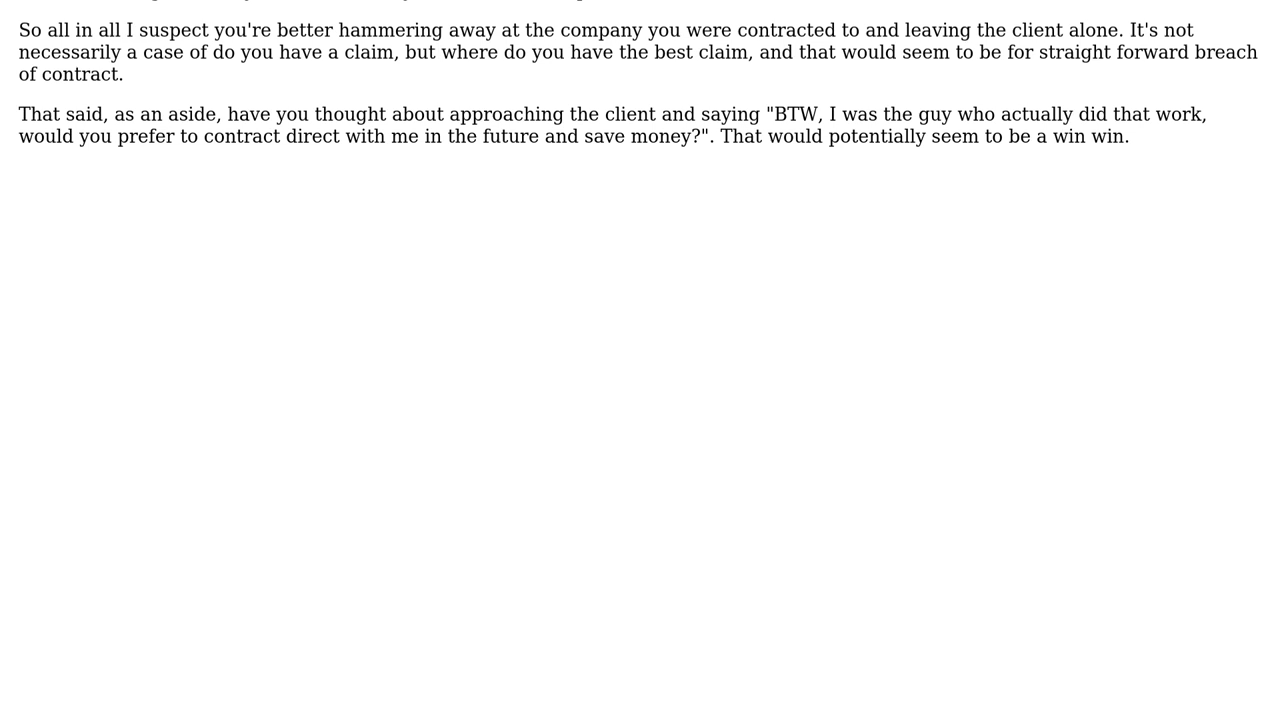 So all in all I suspect you're better hammering away at the company you were contracted to and leaving the client alone. It's not
necessarily a case of do you have a claim, but where do you have the best claim, and that would seem to be for straight forward breach
of contract.
That said, as an aside, have you thought about approaching the client and saying "BTW, I was the guy who actually did that work,
would you prefer to contract direct with me in the future and save money?". That would potentially seem to be a win win.